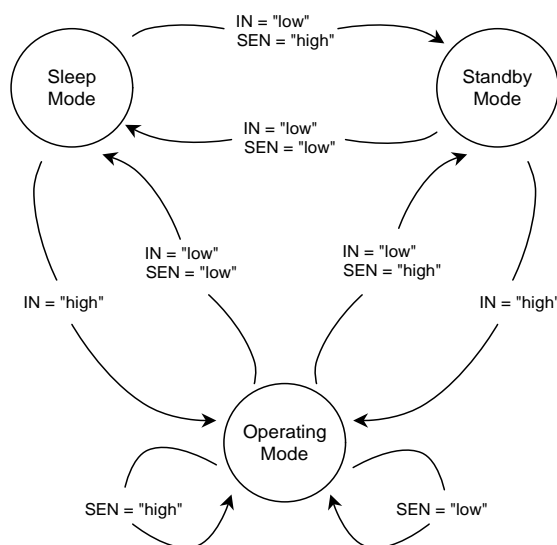 IN = "low"
SEN = "high"
Sleep
Mode
Standby
Mode
IN = "low"
SEN = "low"
IN = "low"
SEN = "low"
IN = "low"
SEN = "high"
IN = "high"
IN = "high"
Operating
Mode
SEN = "high"
SEN = "low"